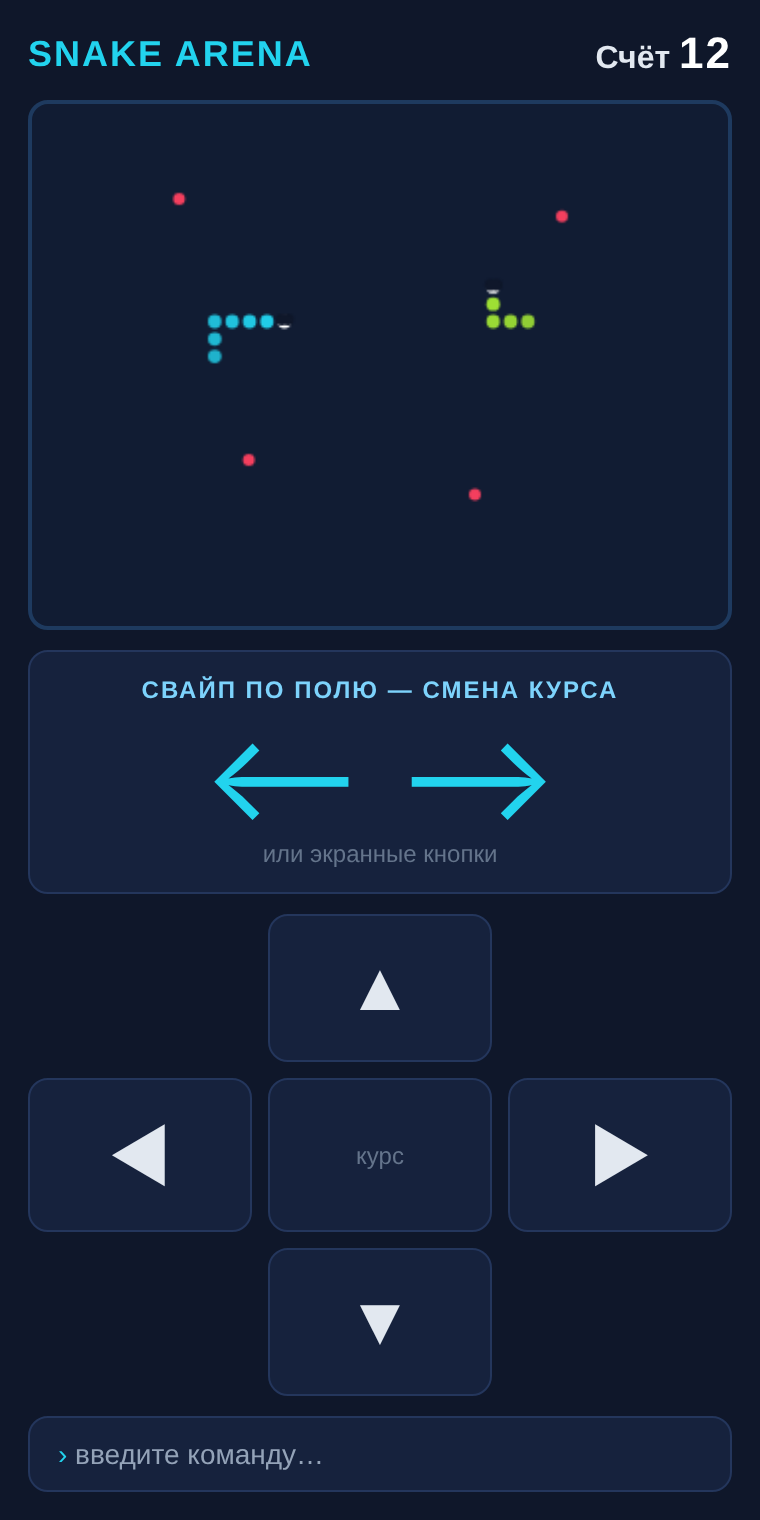 SNAKE ARENA
Счёт 12
СВАЙП ПО ПОЛЮ — СМЕНА КУРСА
или экранные кнопки
курс
› введите команду…